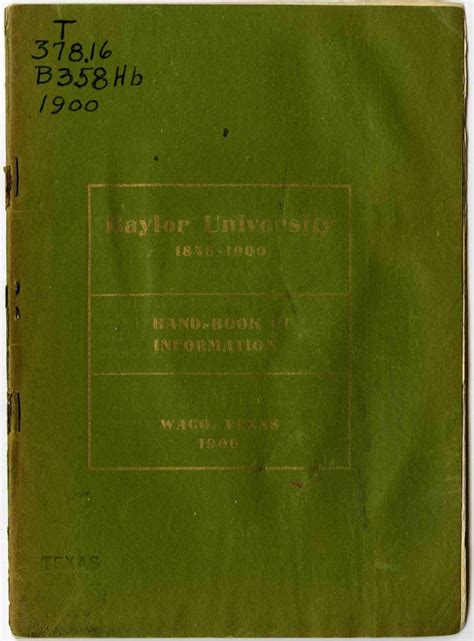 T
378.16
B358Hb
1900
Baylor University
1845-1900
HAND-BOOK OF
INFORMATION
WACO, TEXAS
1900
TEXAS